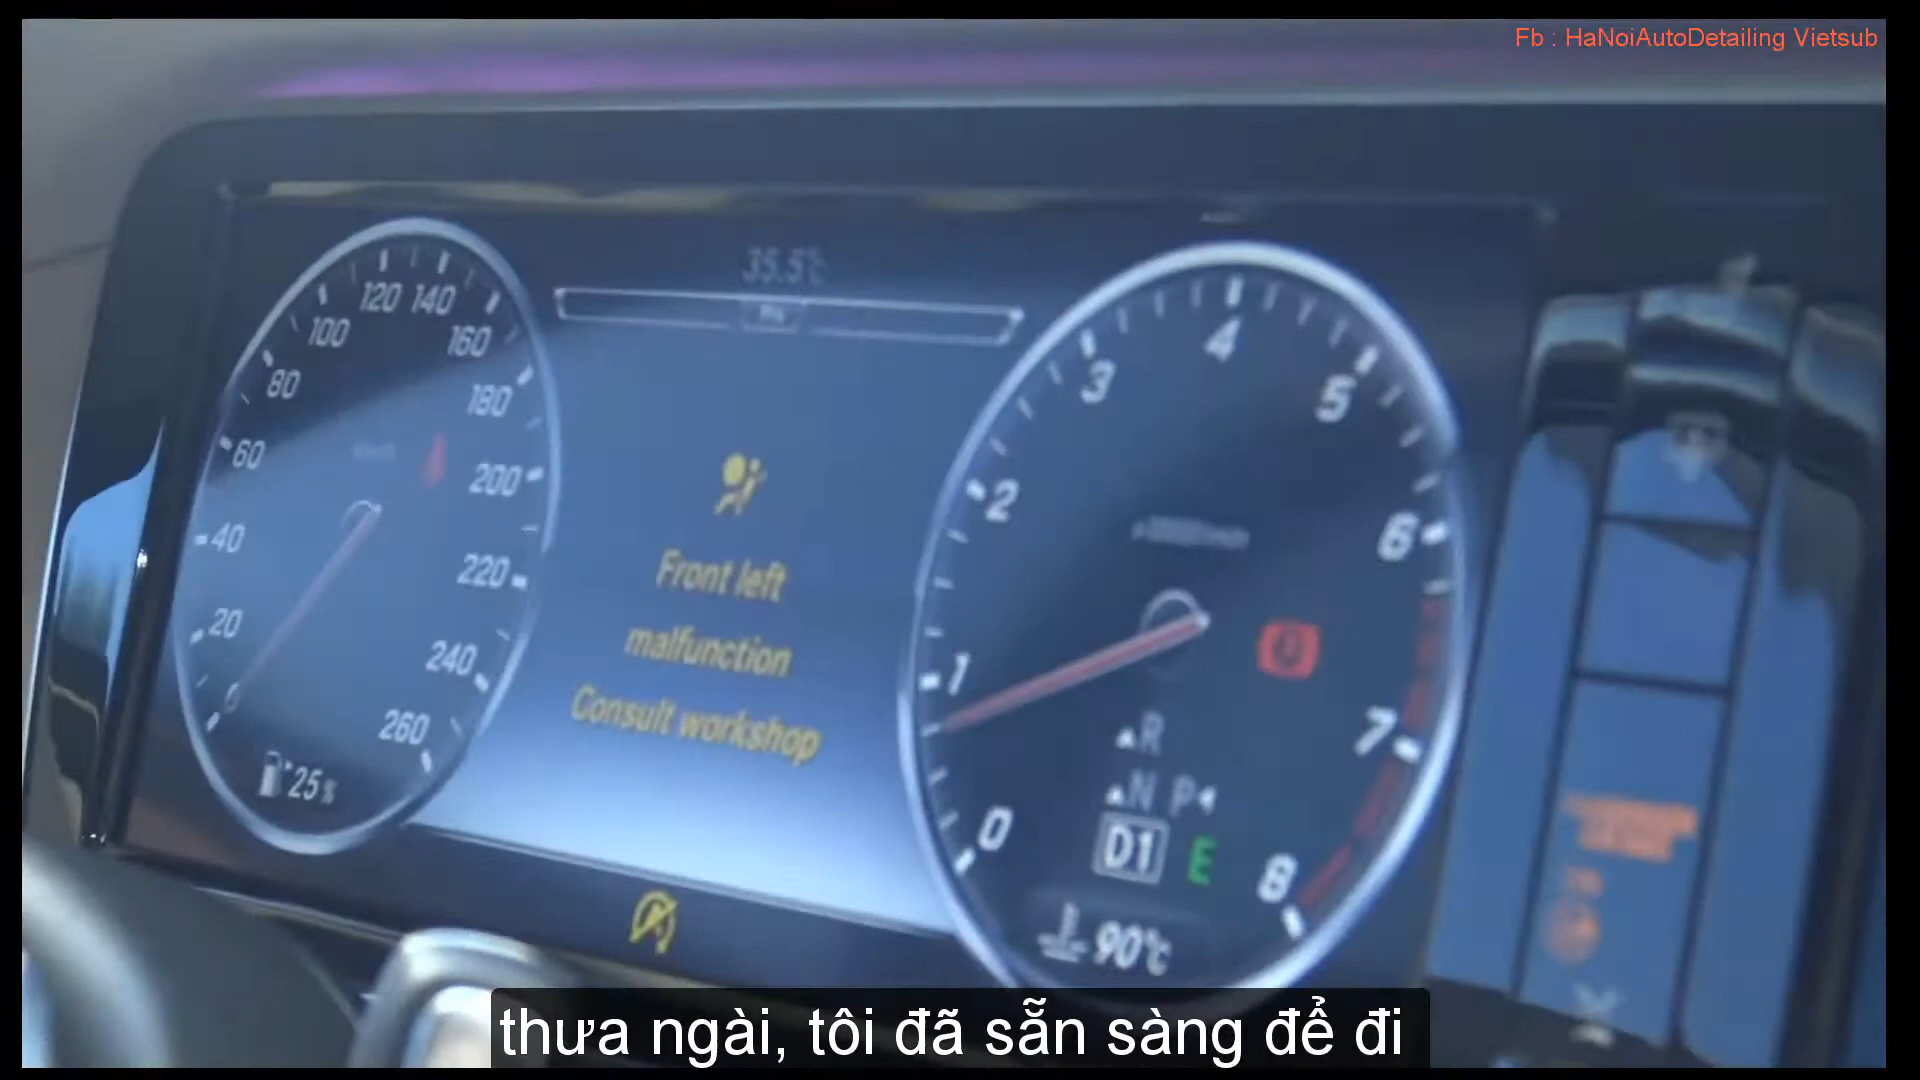 Fb : HaNoiAutoDetailing Vietsub
35.5°C
120 140
100
160
80
180
60
200
40
220
20
240
0
260
25%
Front left
malfunction
Consult workshop
4
3
5
2
6
1
7
0
8
R
N P
D1 E
90°C
thưa ngài, tôi đã sẵn sàng để đi